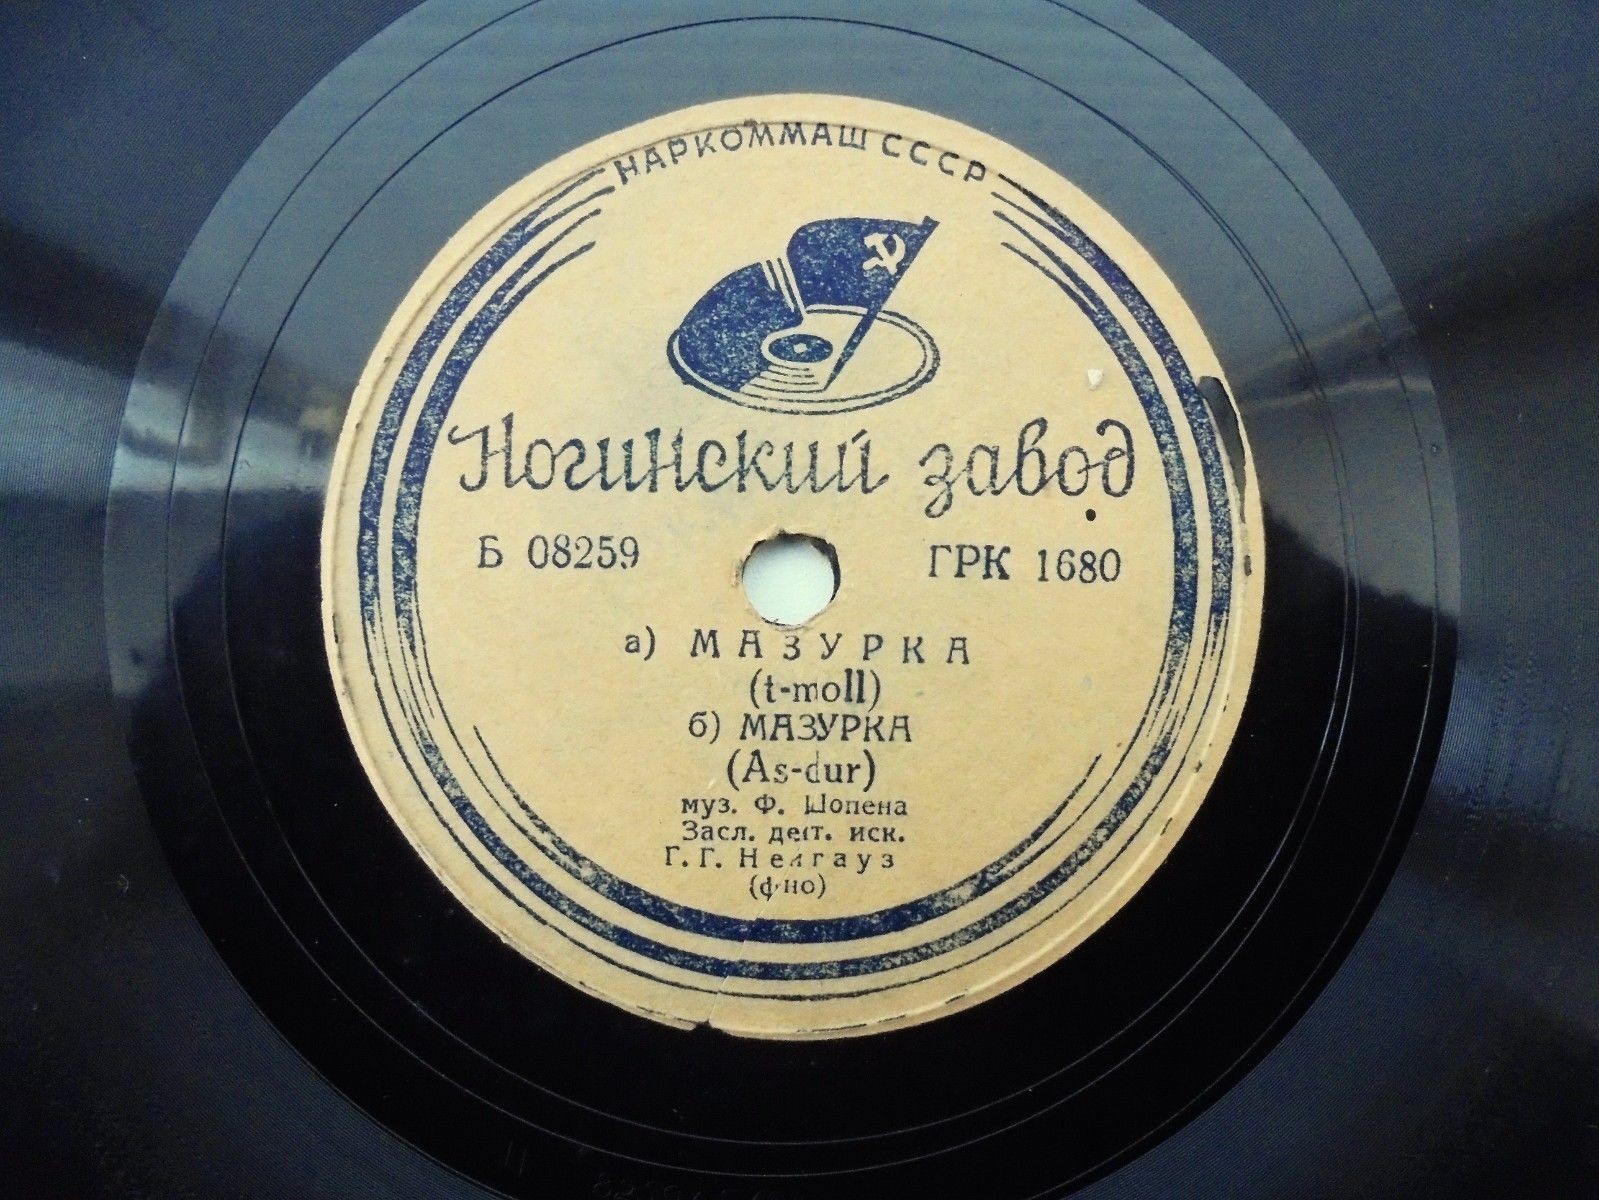 НАРКОММАШ СССР
Ногинский завод
Б 08259 ГРК 1680
а) МАЗУРКА
(t-moll)
б) МАЗУРКА
(As-dur)
муз. Ф. Шопена
Засл. деят. иск.
Г. Г. Нейгауз
(ф-но)